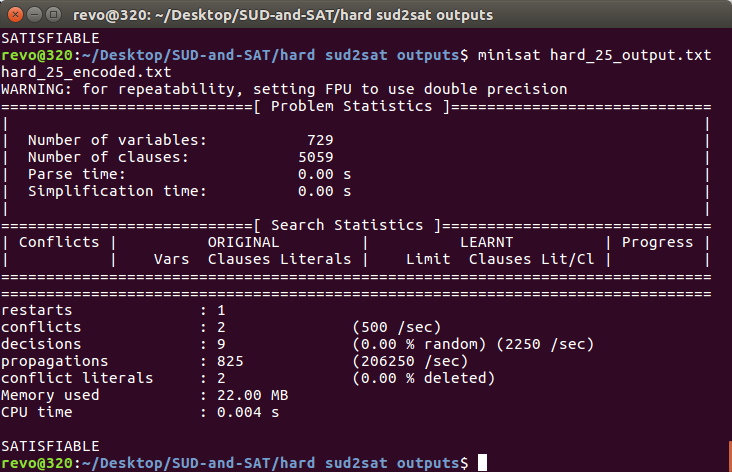 revo@320: ~/Desktop/SUD-and-SAT/hard sud2sat outputs
SATISFIABLE
revo@320:~/Desktop/SUD-and-SAT/hard sud2sat outputs$ minisat hard_25_output.txt
hard_25_encoded.txt
WARNING: for repeatability, setting FPU to use double precision
============================[ Problem Statistics ]=============================
|                                                                             |
|  Number of variables:           729                                         |
|  Number of clauses:            5059                                         |
|  Parse time:                   0.00 s                                       |
|  Simplification time:          0.00 s                                       |
|                                                                             |
============================[ Search Statistics ]==============================
| Conflicts |          ORIGINAL         |          LEARNT          | Progress |
|           |    Vars  Clauses Literals |    Limit  Clauses Lit/Cl |          |
===============================================================================
===============================================================================
restarts              : 1
conflicts             : 2              (500 /sec)
decisions             : 9              (0.00 % random) (2250 /sec)
propagations          : 825            (206250 /sec)
conflict literals     : 2              (0.00 % deleted)
Memory used           : 22.00 MB
CPU time              : 0.004 s
SATISFIABLE
revo@320:~/Desktop/SUD-and-SAT/hard sud2sat outputs$